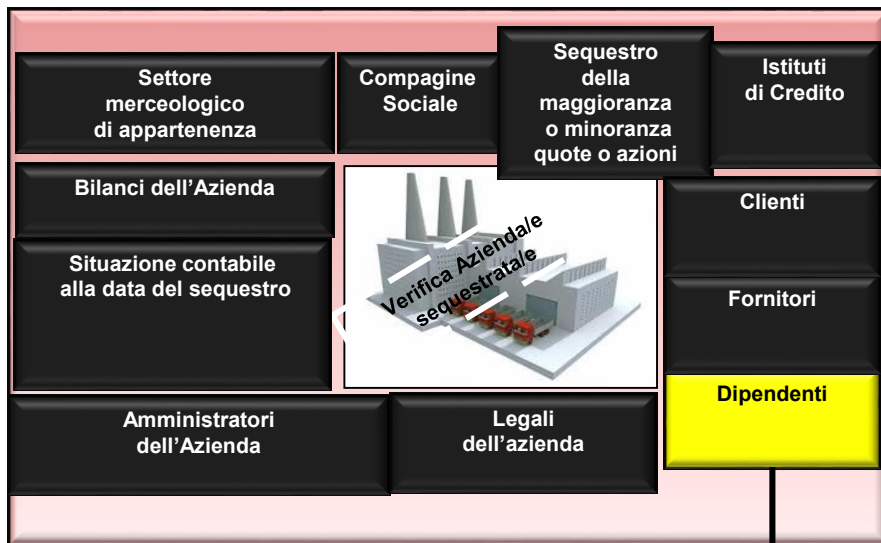 Settore
merceologico
di appartenenza
Compagine
Sociale
Sequestro
della
maggioranza
o minoranza
quote o azioni
Istituti
di Credito
Bilanci dell'Azienda
Clienti
Situazione contabile
alla data del sequestro
Verifica Azienda/e
sequestrata/e
Fornitori
Dipendenti
Amministratori
dell'Azienda
Legali
dell'azienda